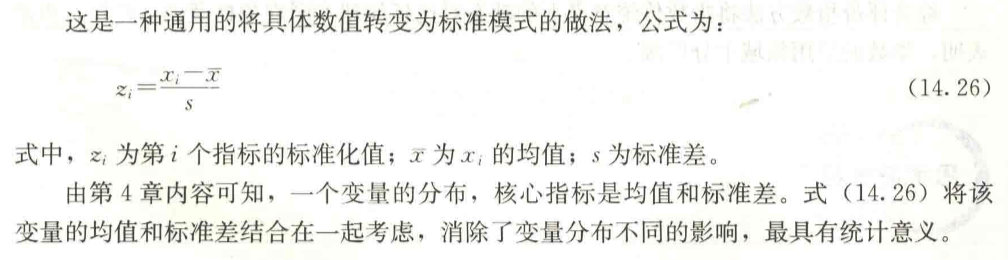 这是一种通用的将具体数值转变为标准模式的做法，公式为：
z_i = \frac{x_i - \overline{x}}{s} (14.26)
式中，z_i 为第 i 个指标的标准化值；\overline{x} 为 x_i 的均值；s 为标准差。
由第 4 章内容可知，一个变量的分布，核心指标是均值和标准差。式（14.26）将该
变量的均值和标准差结合在一起考虑，消除了变量分布不同的影响，最具有统计意义。